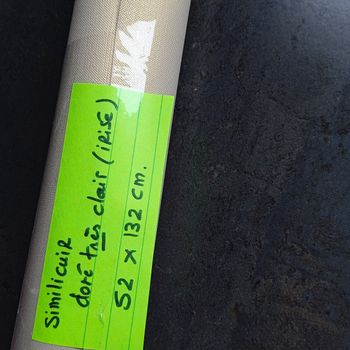 SimilicuiR
doré très clair (iRisé)
52 x 132 cm.